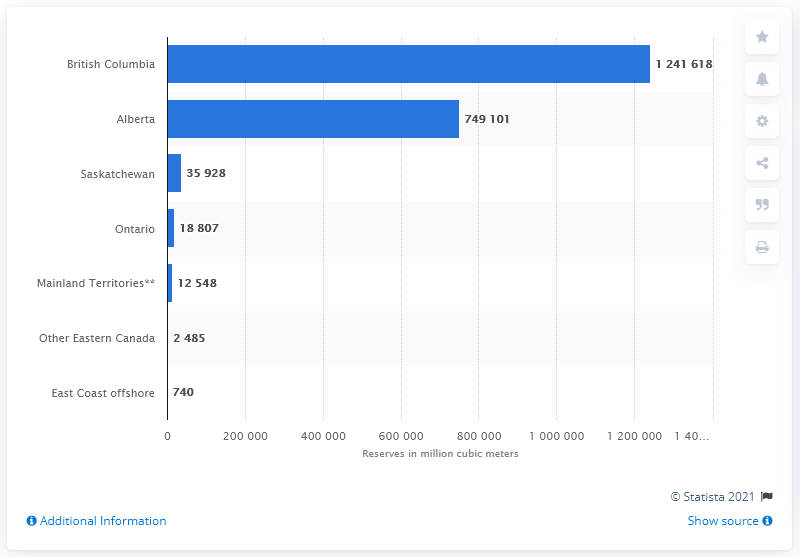 British Columbia 1 241 618
Alberta 749 101
Saskatchewan 35 928
Ontario 18 807
Mainland Territories** 12 548
Other Eastern Canada 2 485
East Coast offshore 740
0 200 000 400 000 600 000 800 000 1 000 000 1 200 000 1 40...
Reserves in million cubic meters
© Statista 2021
Additional Information Show source